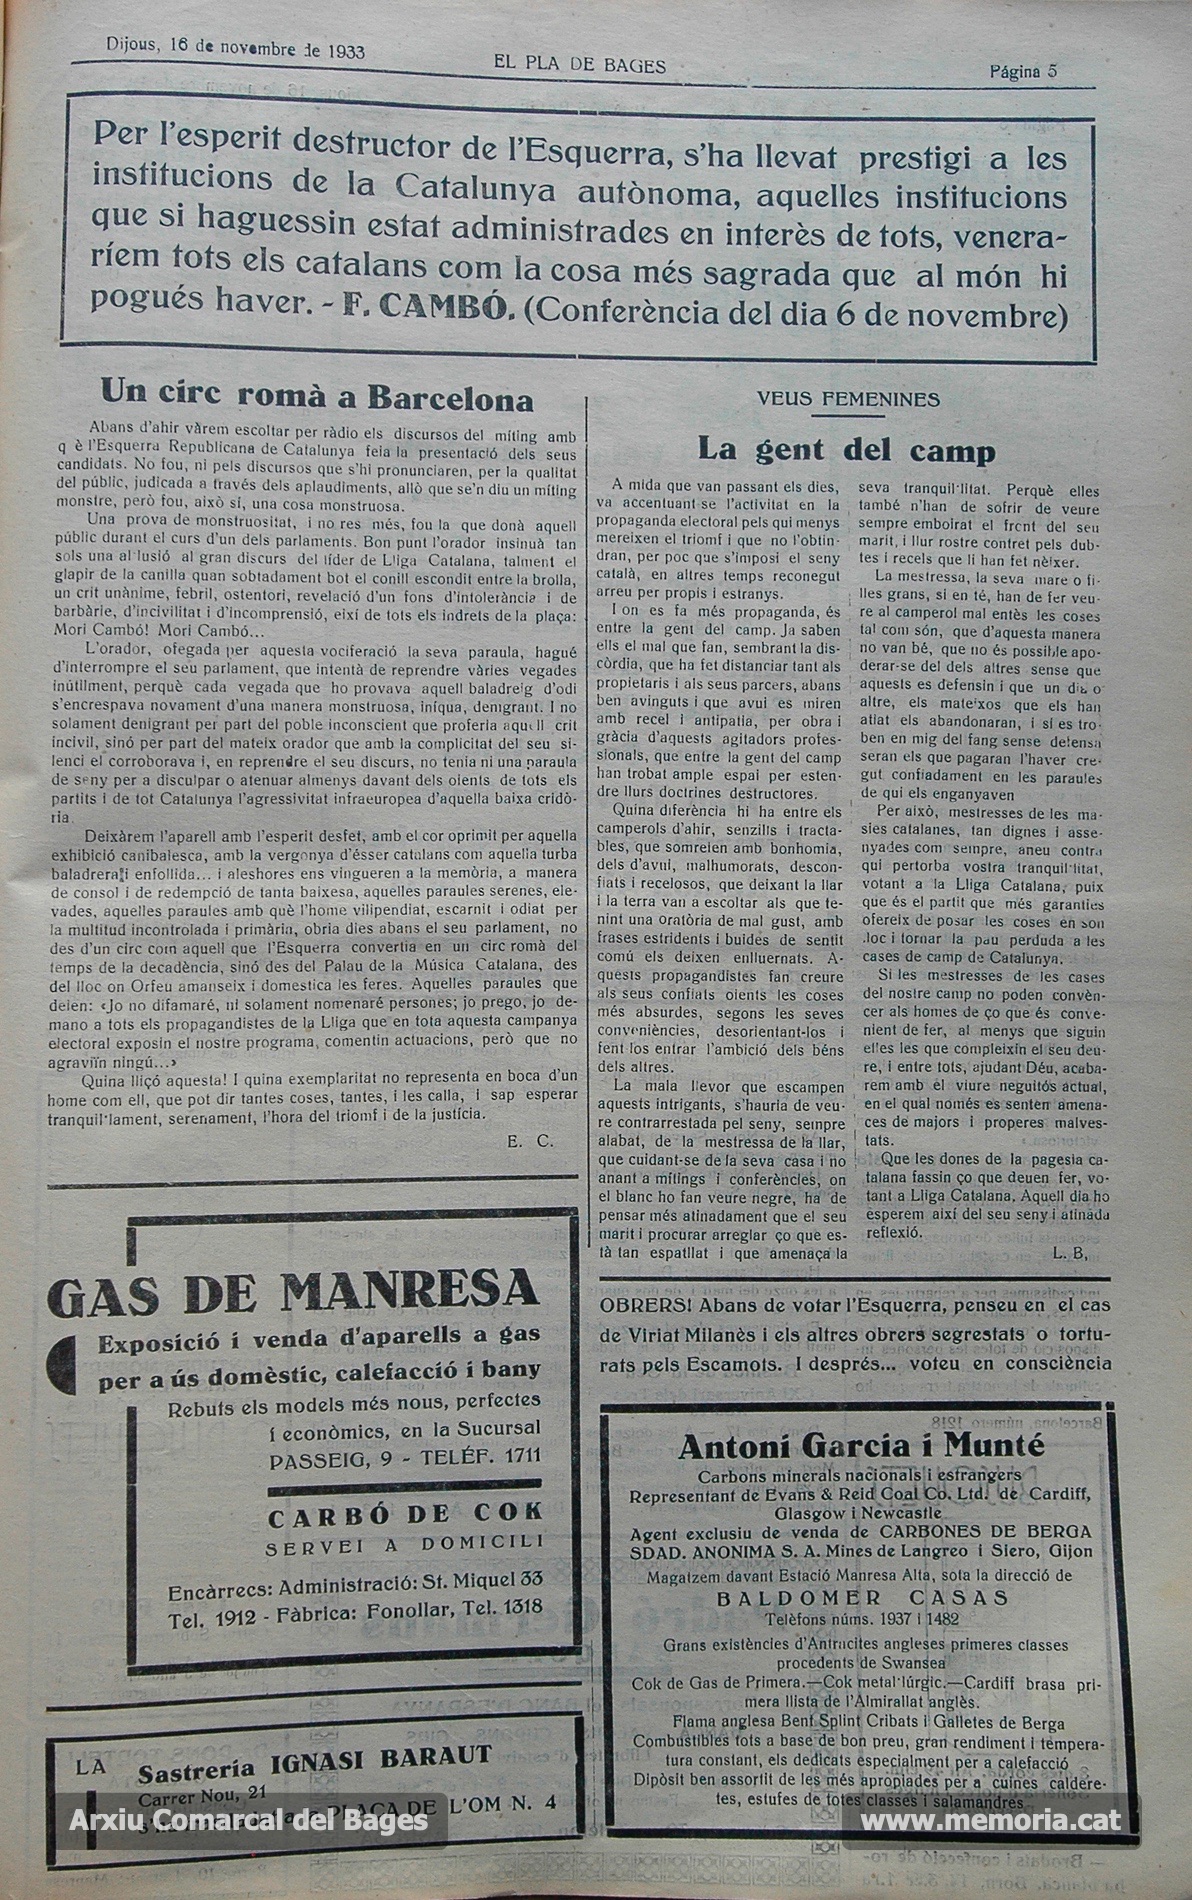 Dijous, 16 de novembre de 1933
EL PLA DE BAGES
Página 5
Per l'esperit destructor de l'Esquerra, s'ha llevat prestigi a les
institucions de la Catalunya autònoma, aquelles institucions
que si haguessin estat administrades en interès de tots, venera-
ríem tots els catalans com la cosa més sagrada que al món hi
pogués haver. - F. CAMBÓ. (Conferència del dia 6 de novembre)
Un circ romà a Barcelona
Abans d'ahir vàrem escoltar per ràdio els discursos del míting amb
q è l'Esquerra Republicana de Catalunya feia la presentació dels seus
candidats. No fou, ni pels discursos que s'hi pronunciaren, per la qualitat
del públic, judicada a través dels aplaudiments, allò que se'n diu un míting
monstre, però fou, això sí, una cosa monstruosa.
Una prova de monstruositat, i no res més, fou la que donà aquell
públic durant el curs d'un dels parlaments. Bon punt l'orador insinuà tan
sols una al·lusió al gran discurs del líder de Lliga Catalana, talment el
glapir de la canilla quan sobtadament bot el conill escondit entre la brolla,
un crit unànime, febril, ostentori, revelació d'un fons d'intolerància i de
barbàrie, d'incivilitat i d'incomprensió, eixí de tots els indrets de la plaça:
Mori Cambó! Mori Cambó...
L'orador, ofegada per aquesta vociferació la seva paraula, hagué
d'interrompre el seu parlament, que intentà de reprendre vàries vegades
inútilment, perquè cada vegada que ho provava aquell baladreig d'odi
s'encrespava novament d'una manera monstruosa, iniqua, denigrant. I no
solament denigrant per part del poble inconscient que proferia aquell crit
incivil, sinó per part del mateix orador que amb la complicitat del seu si-
lenci el corroborava i, en reprendre el seu discurs, no tenia ni una paraula
de seny per a disculpar o atenuar almenys davant dels oients de tots els
partits i de tot Catalunya l'agressivitat infraeuropea d'aquella baixa cridò-
ria.
Deixàrem l'aparell amb l'esperit desfet, amb el cor oprimit per aquella
exhibició canibalesca, amb la vergonya d'ésser catalans com aquella turba
baladrera i enfollida... i aleshores ens vingueren a la memòria, a manera
de consol i de redempció de tanta baixesa, aquelles paraules serenes, ele-
vades, aquelles paraules amb què l'home vilipendiat, escarnit i odiat per
la multitud incontrolada i primària, obria dies abans el seu parlament, no
des d'un circ com aquell que l'Esquerra convertia en un circ romà del
temps de la decadència, sinó des del Palau de la Música Catalana, des
del lloc on Orfeu amanseix i domestica les feres. Aquelles paraules que
deien: «Jo no difamaré, ni solament nomenaré persones; jo prego, jo de-
mano a tots els propagandistes de la Lliga que en tota aquesta campanya
electoral exposin el nostre programa, comentin actuacions, però que no
agraviïn ningú...»
Quina lliçó aquesta! I quina exemplaritat no representa en boca d'un
home com ell, que pot dir tantes coses, tantes, i les calla, i sap esperar
tranquil·lament, serenament, l'hora del triomf i de la justícia.
E. C.
VEUS FEMENINES
La gent del camp
A mida que van passant els dies,
va accentuant-se l'activitat en la
propaganda electoral pels qui menys
mereixen el triomf i que no l'obtin-
dran, per poc que s'imposi el seny
català, en altres temps reconegut
arreu per propis i estranys.
I on es fa més propaganda, és
entre la gent del camp. Ja saben
ells el mal que fan, sembrant la dis-
còrdia, que ha fet distanciar tant als
propietaris i als seus parcers, abans
ben avinguts i que avui es miren
amb recel i antipatia, per obra i
gràcia d'aquests agitadors profes-
sionals, que entre la gent del camp
han trobat ample espai per esten-
dre llurs doctrines destructores.
Quina diferència hi ha entre els
camperols d'ahir, senzills i tracta-
bles, que somreien amb bonhomia,
dels d'avui, malhumorats, descon-
fiats i recelosos, que deixant la llar
i la terra van a escoltar als que te-
nint una oratòria de mal gust, amb
frases estridents i buides de sentit
comú els deixen enlluernats. A-
quests propagandistes fan creure
als seus confiats oients les coses
més absurdes, segons les seves
conveniències, desorientant-los i
fent los entrar l'ambició dels béns
dels altres.
La mala llevor que escampen
aquests intrigants, s'hauria de veu-
re contrarrestada pel seny, sempre
alabat, de la mestressa de la llar,
que cuidant-se de la seva casa i no
anant a mítings i conferències, on
el blanc ho fan veure negre, ha de
pensar més atinadament que el seu
marit i procurar arreglar ço que es-
tà tan espatllat i que amenaça la
seva tranquil·litat. Perquè elles
també n'han de sofrir de veure
sempre emboirat el front del seu
marit, i llur rostre contret pels dub-
tes i recels que li han fet nèixer.
La mestressa, la seva mare o fi-
lles grans, si en té, han de fer veu-
re al camperol mal entès les coses
tal com són, que d'aquesta manera
no van bé, que no és possible apo-
derar-se del dels altres sense que
aquests es defensin i que un dia o
altre, els mateixos que els han
atiat els abandonaran, i si es tro-
ben en mig del fang sense defensa
seran els que pagaran l'haver cre-
gut confiadament en les paraules
de qui els enganyaven
Per això, mestresses de les ma-
sies catalanes, tan dignes i asse-
nyades com sempre, aneu contra
qui pertorba vostra tranquil·litat,
votant a la Lliga Catalana, puix
que és el partit que més garanties
ofereix de posar les coses en son
lloc i tornar la pau perduda a les
cases de camp de Catalunya.
Si les mestresses de les cases
del nostre camp no poden convèn-
cer als homes de ço que és conve-
nient de fer, al menys que siguin
elles les que compleixin el seu deu-
re, i entre tots, ajudant Déu, acaba-
rem amb el viure neguitós actual,
en el qual només es senten amena-
ces de majors i properes malves-
tats.
Que les dones de la pagesia ca-
talana fassin ço que deuen fer, vo-
tant a Lliga Catalana. Aquell dia ho
esperem així del seu seny i atinada
reflexió.
L. B,
GAS DE MANRESA
Exposició i venda d'aparells a gas
per a ús domèstic, calefacció i bany
Rebuts els models més nous, perfectes
i econòmics, en la Sucursal
PASSEIG, 9 - TELÉF. 1711
CARBÓ DE COK
SERVEI A DOMICILI
Encàrrecs: Administració: St. Miquel 33
Tel. 1912 - Fàbrica: Fonollar, Tel. 1318
LA Sastreria IGNASI BARAUT
Carrer Nou, 21
PLAÇA DE L'OM N. 4
OBRERS! Abans de votar l'Esquerra, penseu en el cas
de Viriat Milanès i els altres obrers segrestats o tortu-
rats pels Escamots. I després... voteu en consciència
Antoni Garcia i Munté
Carbons minerals nacionals i estrangers
Representant de Evans & Reid Coal Co. Ltd. de Cardiff,
Glasgow i Newcastle
Agent exclusiu de venda de CARBONES DE BERGA
SDAD. ANONIMA S. A. Mines de Langreo i Siero, Gijon
Magatzem davant Estació Manresa Alta, sota la direcció de
BALDOMER CASAS
Telèfons núms. 1937 i 1482
Grans existències d'Antrucites angleses primeres classes
procedents de Swansea
Cok de Gas de Primera.—Cok metal·lúrgic.—Cardiff brasa pri-
mera llista de l'Almirallat anglès.
Flama anglesa Bent Splint Cribats i Galletes de Berga
Combustibles tots a base de bon preu, gran rendiment i tempera-
tura constant, els dedicats especialment per a calefacció
Dipòsit ben assortit de les més apropiades per a cuines caldere-
tes, estufes de totes classes i salamandres
Arxiu Comarcal del Bages
www.memoria.cat